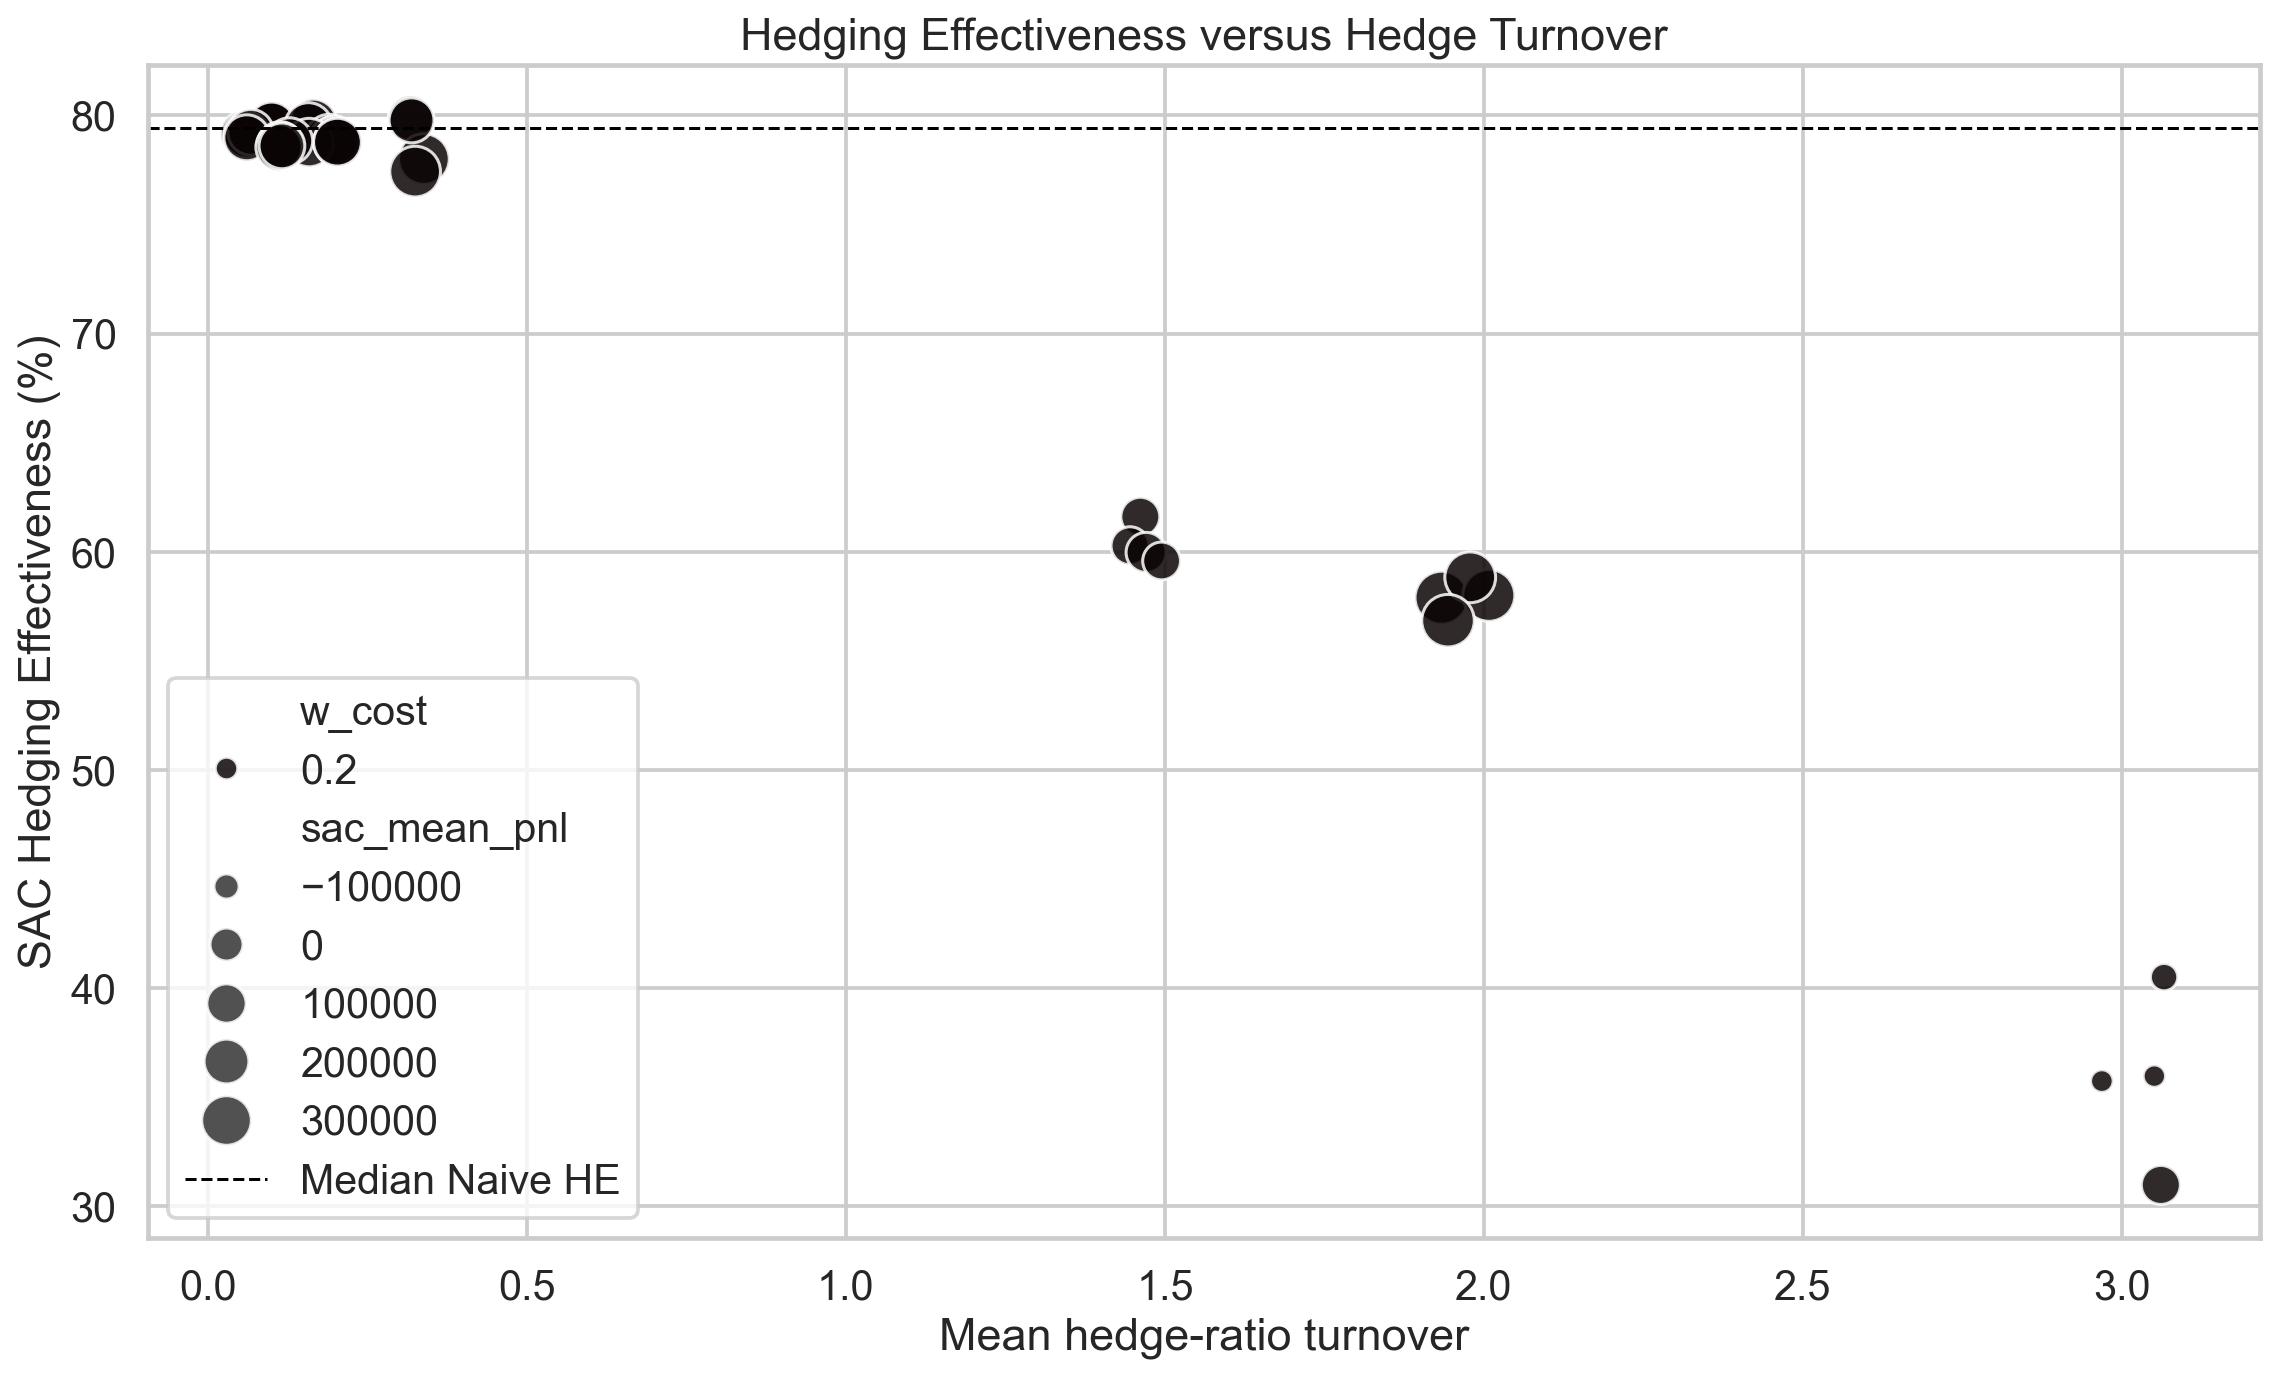 Hedging Effectiveness versus Hedge Turnover
SAC Hedging Effectiveness (%)
80
70
60
50
40
30
w_cost
0.2
sac_mean_pnl
−100000
0
100000
200000
300000
Median Naive HE
0.0 0.5 1.0 1.5 2.0 2.5 3.0
Mean hedge-ratio turnover